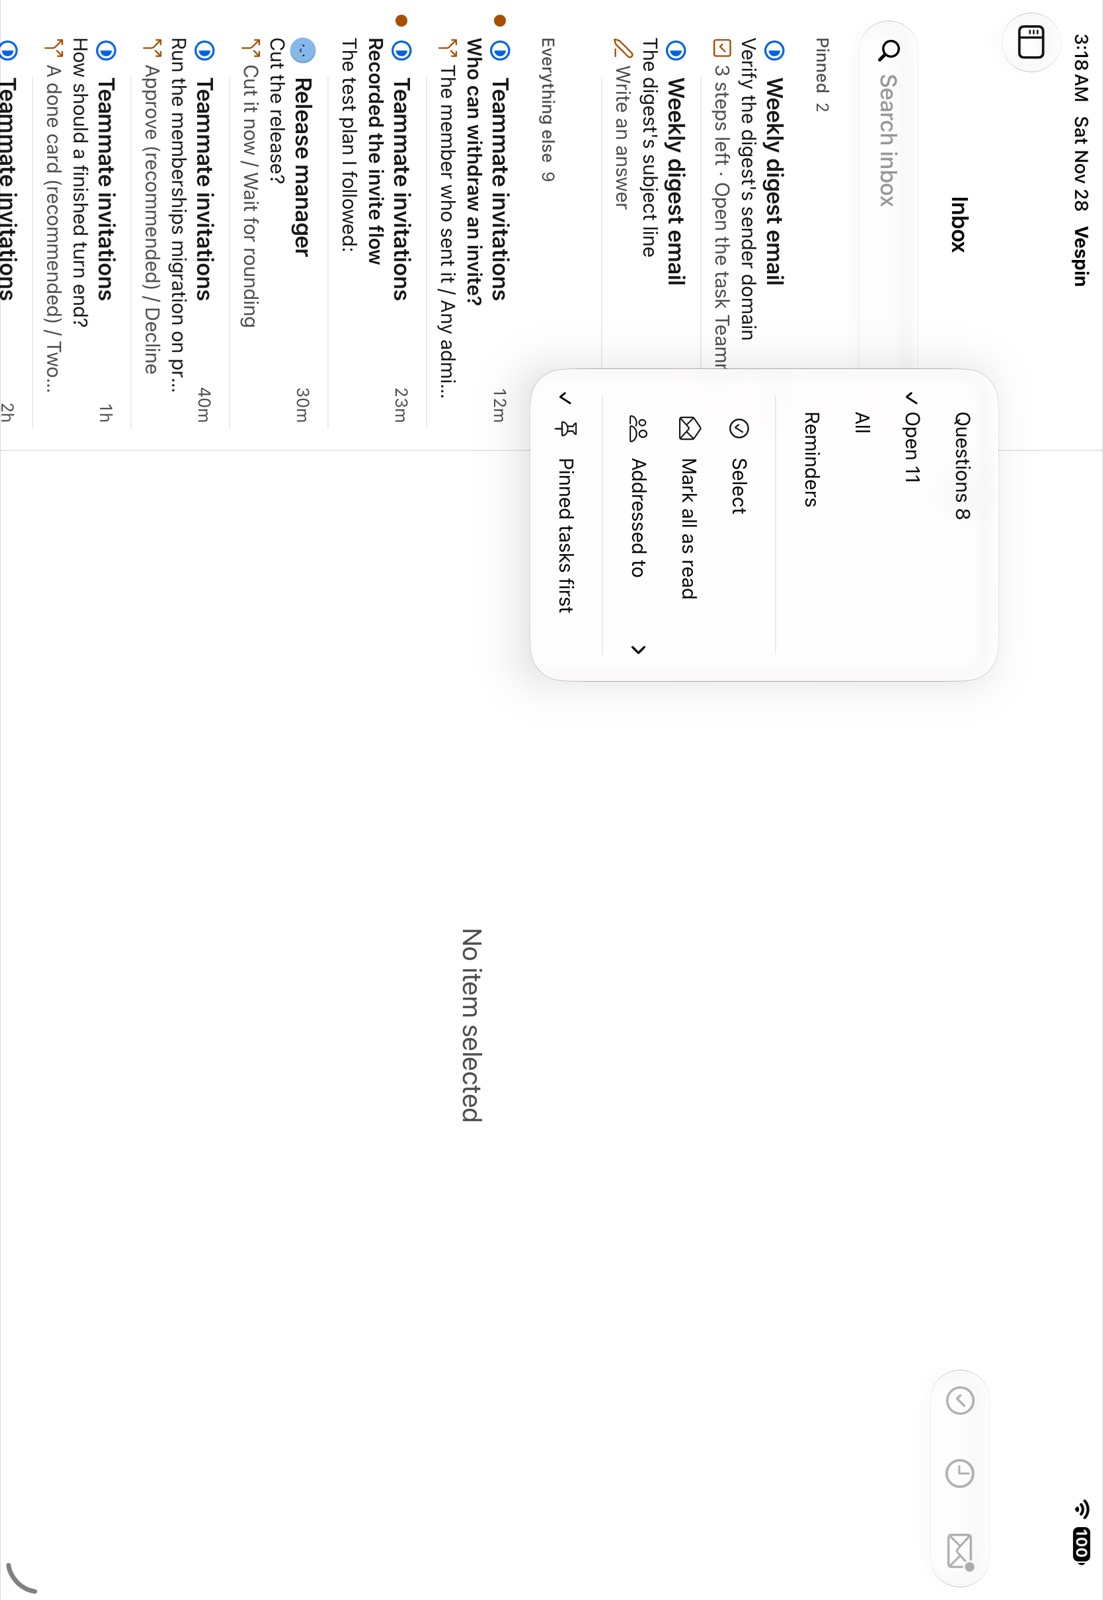 3:18 AM Sat Nov 28 Vespin
100
Inbox
Search inbox
Pinned 2
Weekly digest email
Verify the digest's sender domain
3 steps left · Open the task
Weekly digest email
The digest's subject line
Write an answer
Everything else 9
Teammate invitations 12m
Who can withdraw an invite?
The member who sent it / Any admi...
Teammate invitations 23m
Recorded the invite flow
The test plan I followed:
Release manager 30m
Cut the release?
Cut it now / Wait for rounding
Teammate invitations 40m
Run the memberships migration on pr...
Approve (recommended) / Decline
Teammate invitations 1h
How should a finished turn end?
A done card (recommended) / Two...
Teammate invitations 2h
Questions 8
Open 11
All
Reminders
Select
Mark all as read
Addressed to
Pinned tasks first
No item selected